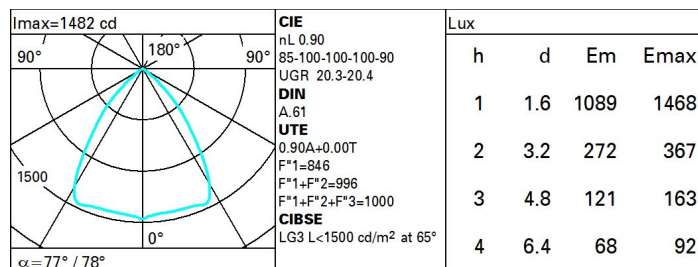 Imax=1482 cd
90° 180° 90°
1500
0°
α=77° / 78°
CIE
nL 0.90
85-100-100-100-90
UGR 20.3-20.4
DIN
A.61
UTE
0.90A+0.00T
F"1=846
F"1+F"2=996
F"1+F"2+F"3=1000
CIBSE
LG3 L<1500 cd/m² at 65°
Lux
h d Em Emax
1 1.6 1089 1468
2 3.2 272 367
3 4.8 121 163
4 6.4 68 92